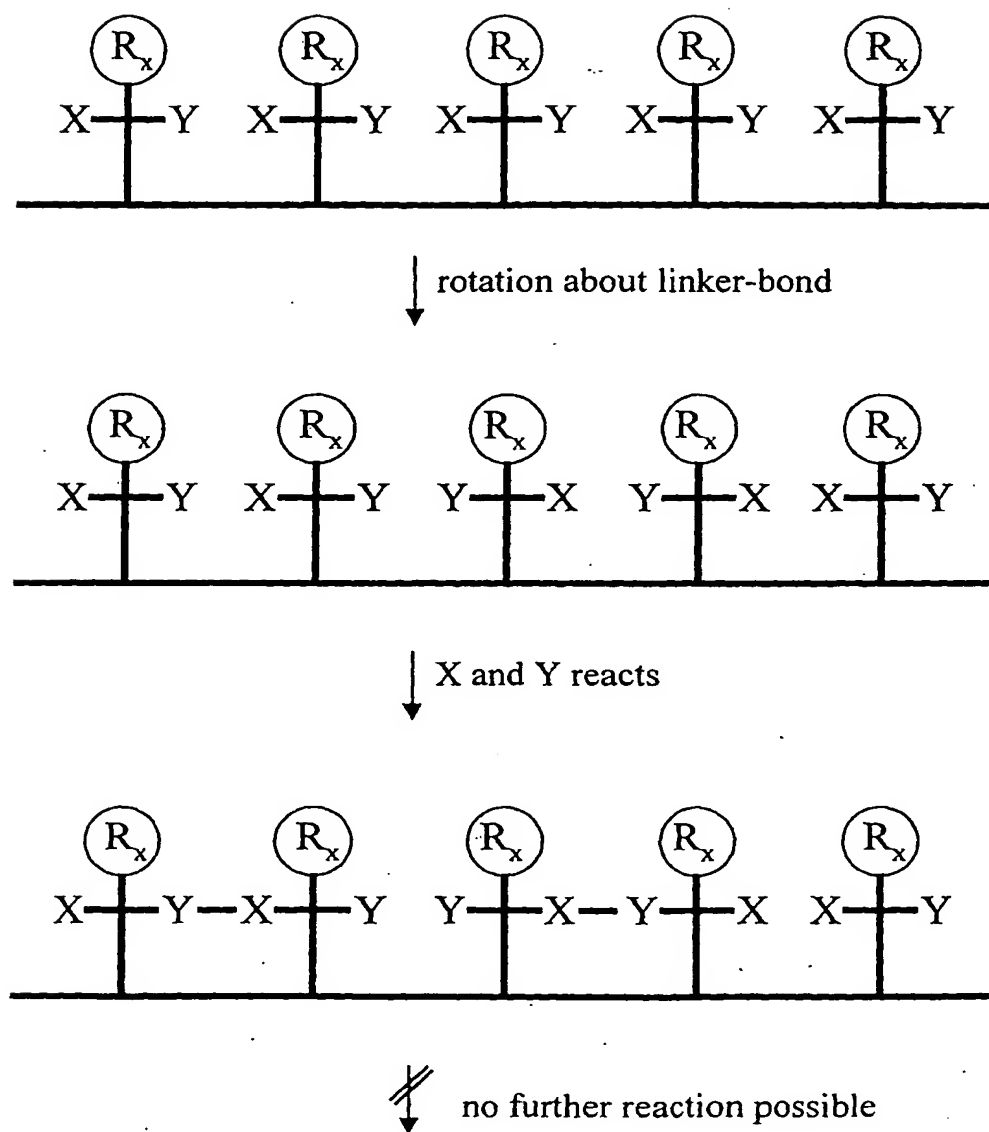 Rx Rx Rx Rx Rx
X Y X Y X Y X Y X Y
rotation about linker-bond
Rx Rx Rx Rx Rx
X Y X Y Y X Y X X Y
X and Y reacts
Rx Rx Rx Rx Rx
X Y X Y Y X Y X X Y
no further reaction possible